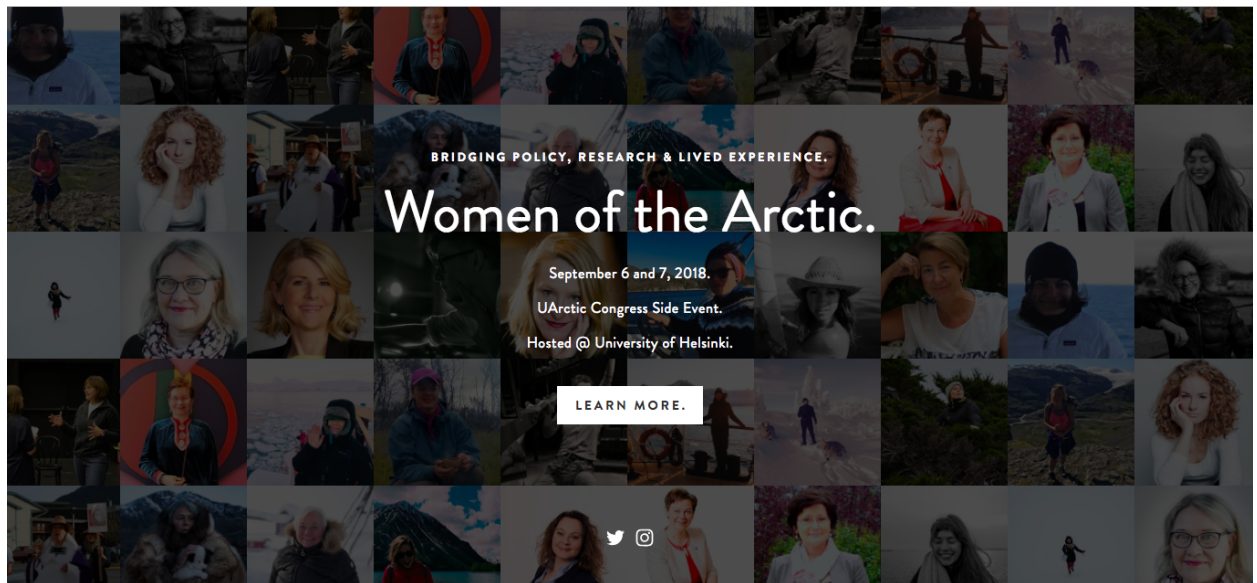 BRIDGING POLICY, RESEARCH & LIVED EXPERIENCE.
Women of the Arctic.
September 6 and 7, 2018.
UArctic Congress Side Event.
Hosted @ University of Helsinki.
LEARN MORE.